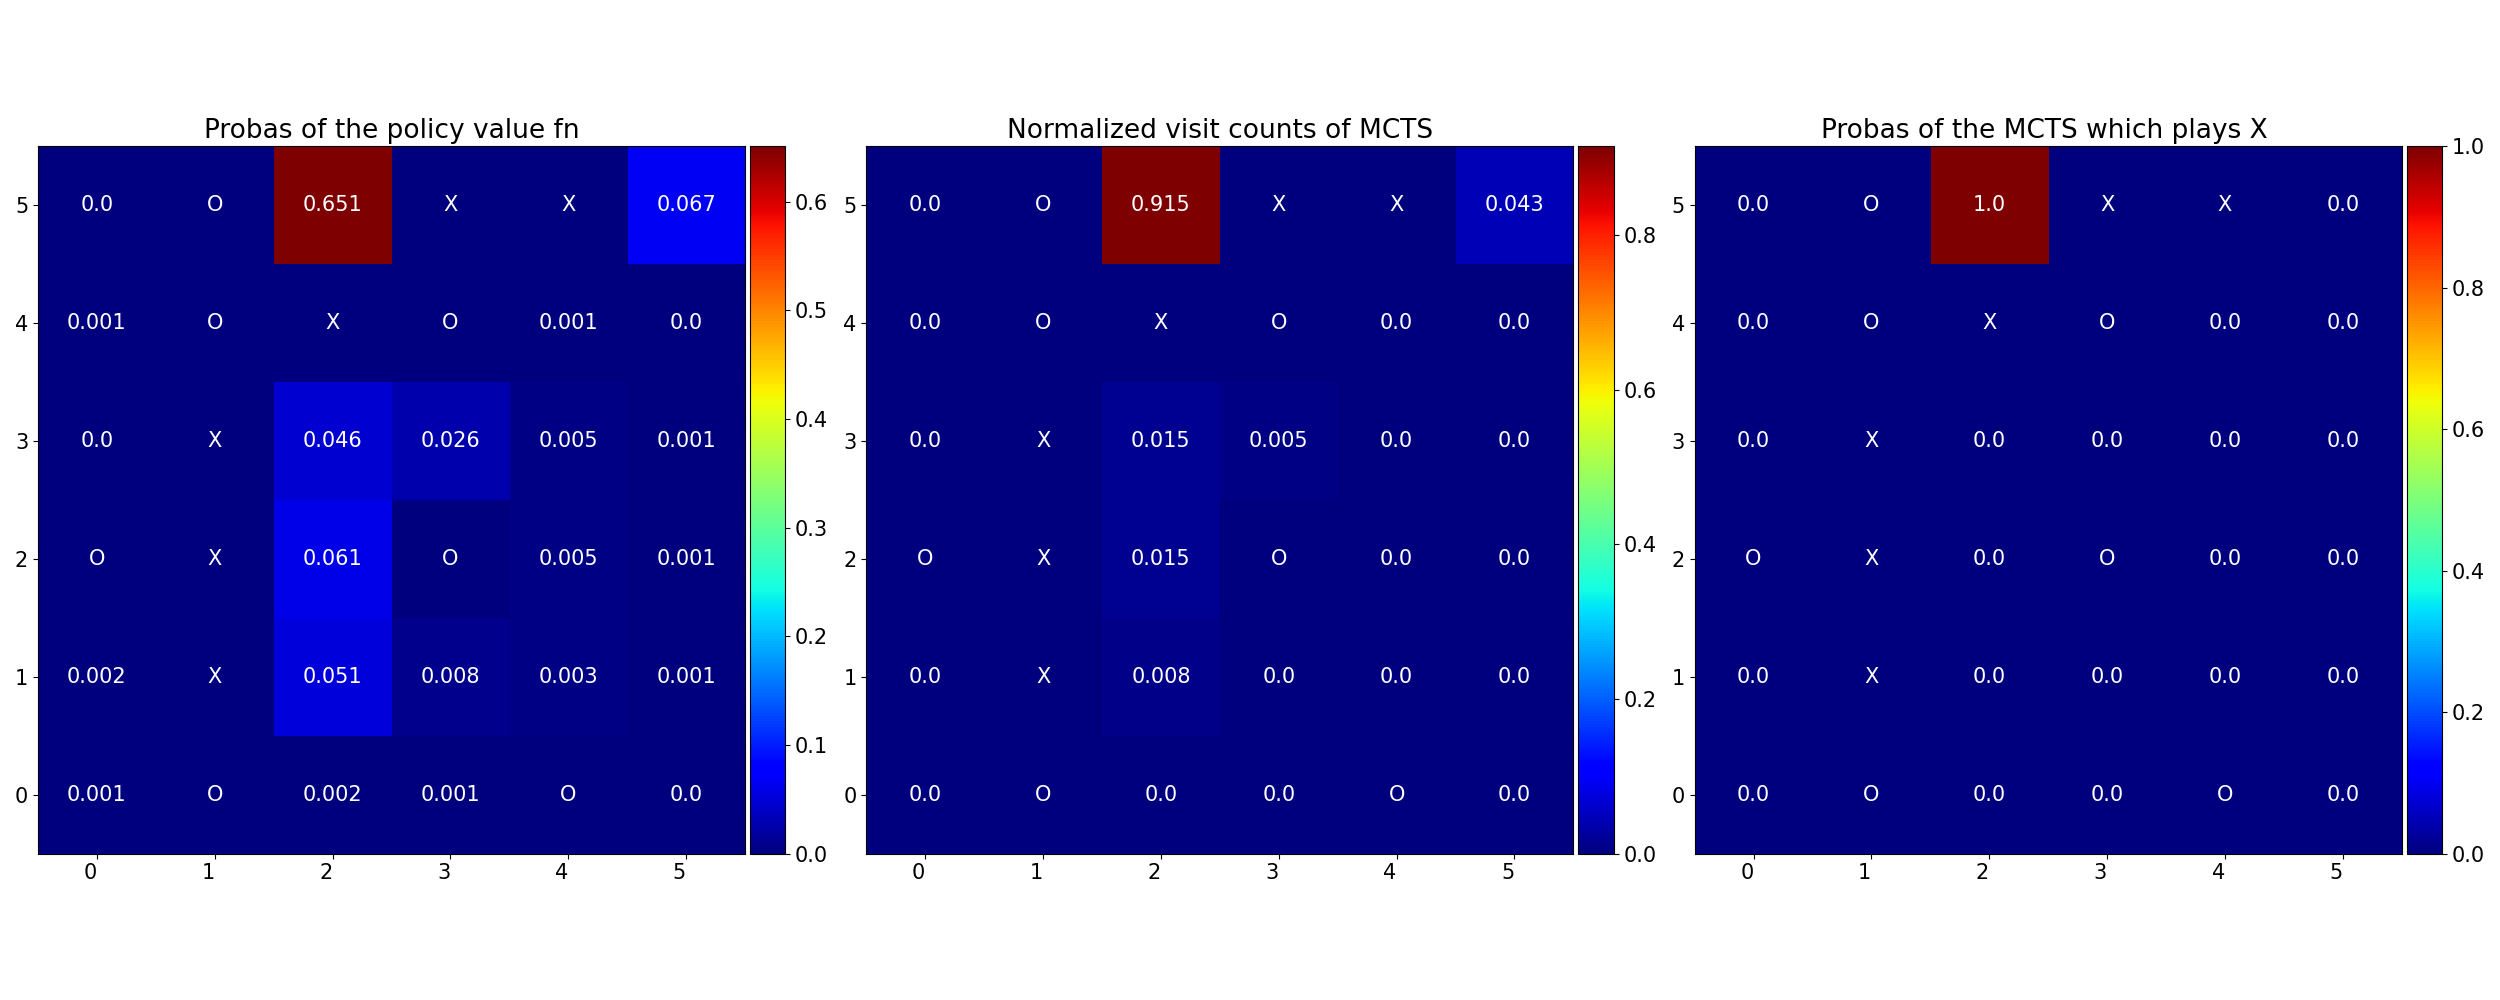 Probas of the policy value fn
5 0.0 O 0.651 X X 0.067
4 0.001 O X O 0.001 0.0
3 0.0 X 0.046 0.026 0.005 0.001
2 O X 0.061 O 0.005 0.001
1 0.002 X 0.051 0.008 0.003 0.001
0 0.001 O 0.002 0.001 O 0.0
0 1 2 3 4 5
0.6
0.5
0.4
0.3
0.2
0.1
0.0
Normalized visit counts of MCTS
5 0.0 O 0.915 X X 0.043
4 0.0 O X O 0.0 0.0
3 0.0 X 0.015 0.005 0.0 0.0
2 O X 0.015 O 0.0 0.0
1 0.0 X 0.008 0.0 0.0 0.0
0 0.0 O 0.0 0.0 O 0.0
0 1 2 3 4 5
0.8
0.6
0.4
0.2
0.0
Probas of the MCTS which plays X
5 0.0 O 1.0 X X 0.0
4 0.0 O X O 0.0 0.0
3 0.0 X 0.0 0.0 0.0 0.0
2 O X 0.0 O 0.0 0.0
1 0.0 X 0.0 0.0 0.0 0.0
0 0.0 O 0.0 0.0 O 0.0
0 1 2 3 4 5
1.0
0.8
0.6
0.4
0.2
0.0